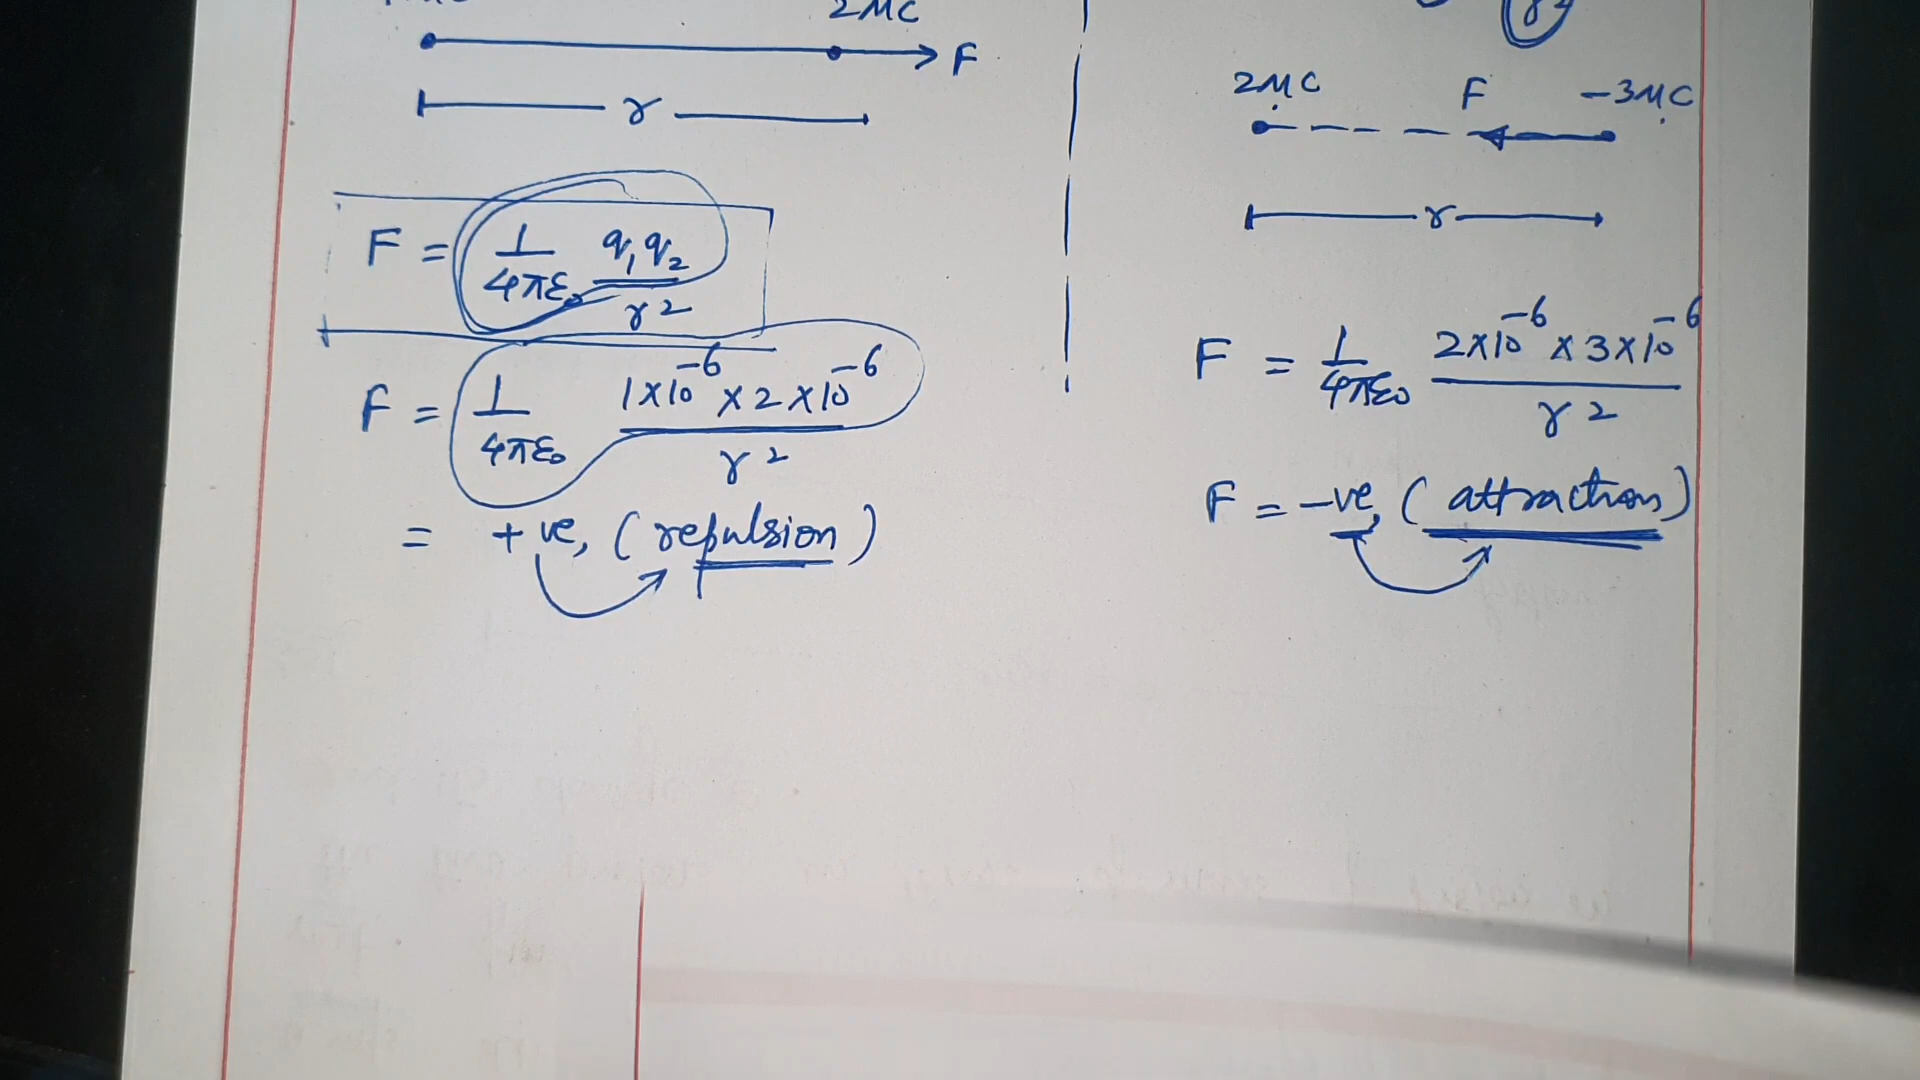 2μC
F
r
F = 1/4πε₀ q₁q₂/r²
F = 1/4πε₀ 1×10⁻⁶ × 2×10⁻⁶/r²
= +ve, (repulsion)
2μC F -3μC
r
F = 1/4πε₀ 2×10⁻⁶ × 3×10⁻⁶/r²
F = -ve, (attraction)